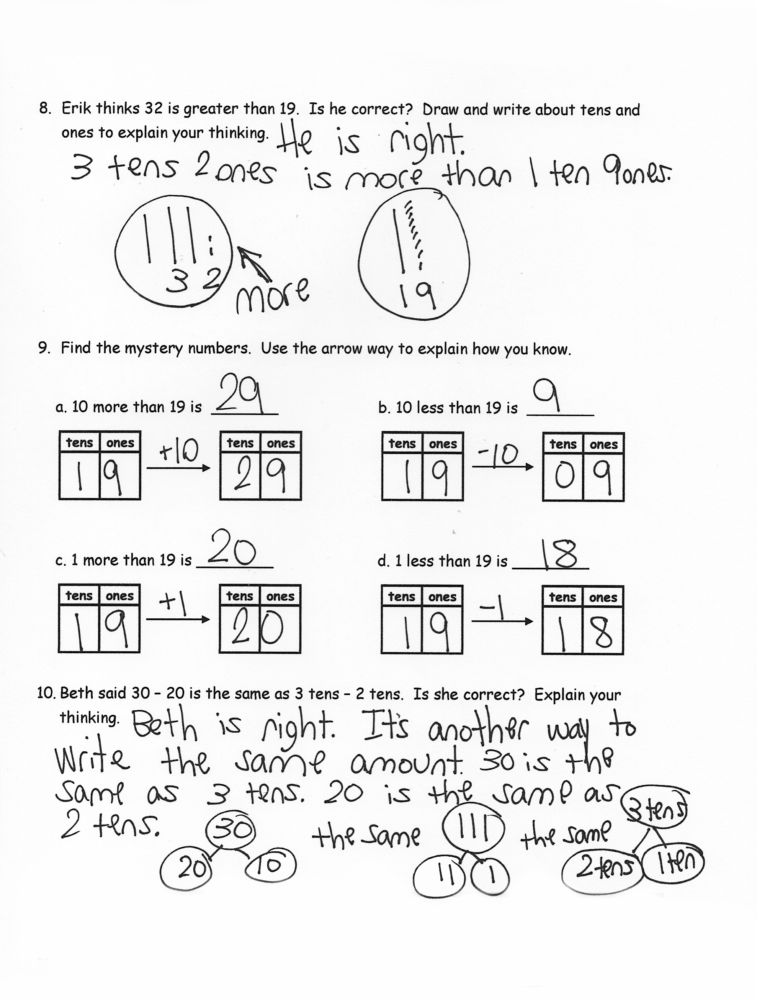 8. Erik thinks 32 is greater than 19. Is he correct? Draw and write about tens and
ones to explain your thinking. He is right.
3 tens 2 ones is more than 1 ten 9 ones.
3 2
more
19
9. Find the mystery numbers. Use the arrow way to explain how you know.
a. 10 more than 19 is 29
b. 10 less than 19 is 9
tens ones +10 tens ones
1 9 2 9
tens ones -10 tens ones
1 9 0 9
c. 1 more than 19 is 20
d. 1 less than 19 is 18
tens ones +1 tens ones
1 9 2 0
tens ones -1 tens ones
1 9 1 8
10. Beth said 30 – 20 is the same as 3 tens – 2 tens. Is she correct? Explain your
thinking. Beth is right. It's another way to
write the same amount. 30 is the
same as 3 tens. 20 is the same as
2 tens.
30 the same 111 the same 3 tens
20 10 11 1 2 tens 1 ten